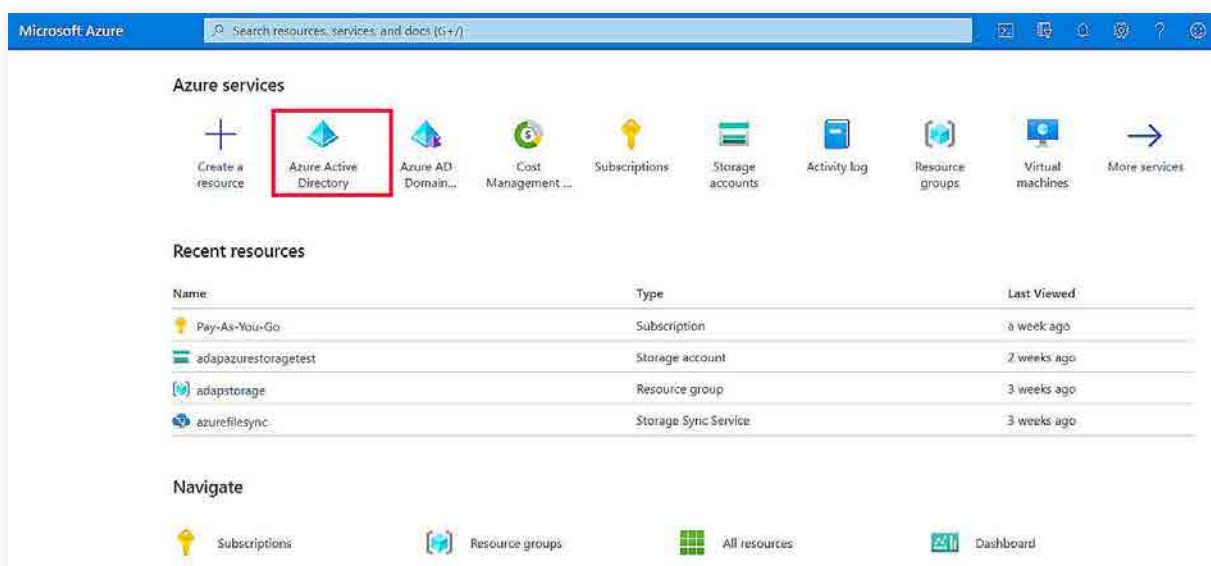 Microsoft Azure
Search resources, services, and docs (G+/)
Azure services
Create a resource
Azure Active Directory
Azure AD Domain...
Cost Management ...
Subscriptions
Storage accounts
Activity log
Resource groups
Virtual machines
More services
Recent resources
Name Type Last Viewed
Pay-As-You-Go Subscription a week ago
adapazurestoragetest Storage account 2 weeks ago
adapstorage Resource group 3 weeks ago
azurefilesync Storage Sync Service 3 weeks ago
Navigate
Subscriptions Resource groups All resources Dashboard